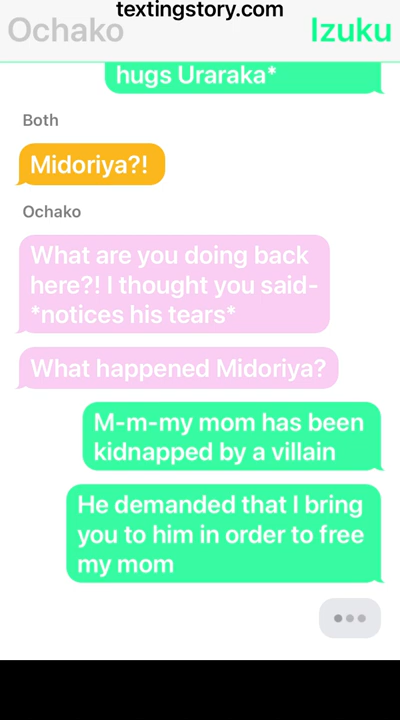 textingstory.com
Ochako
Izuku
hugs Uraraka*
Both
Midoriya?!
Ochako
What are you doing back
here?! I thought you said-
*notices his tears*
What happened Midoriya?
M-m-my mom has been
kidnapped by a villain
He demanded that I bring
you to him in order to free
my mom